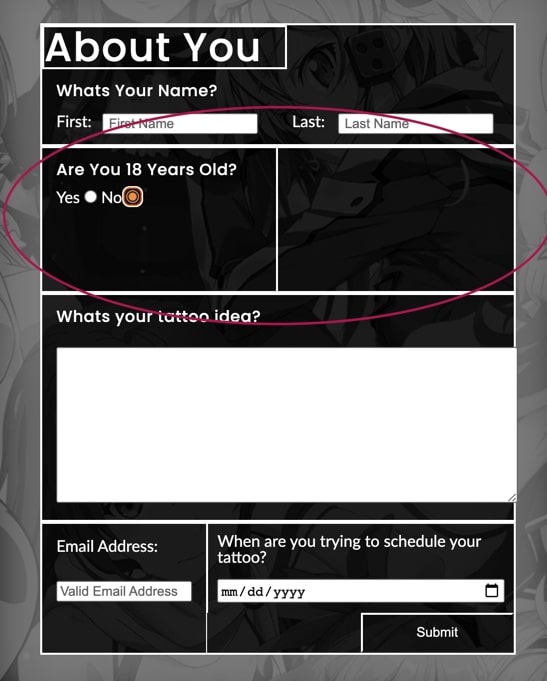 About You
Whats Your Name?
First: First Name Last: Last Name
Are You 18 Years Old?
Yes No
Whats your tattoo idea?
Email Address:
When are you trying to schedule your
tattoo?
Valid Email Address
mm/dd/yyyy
Submit